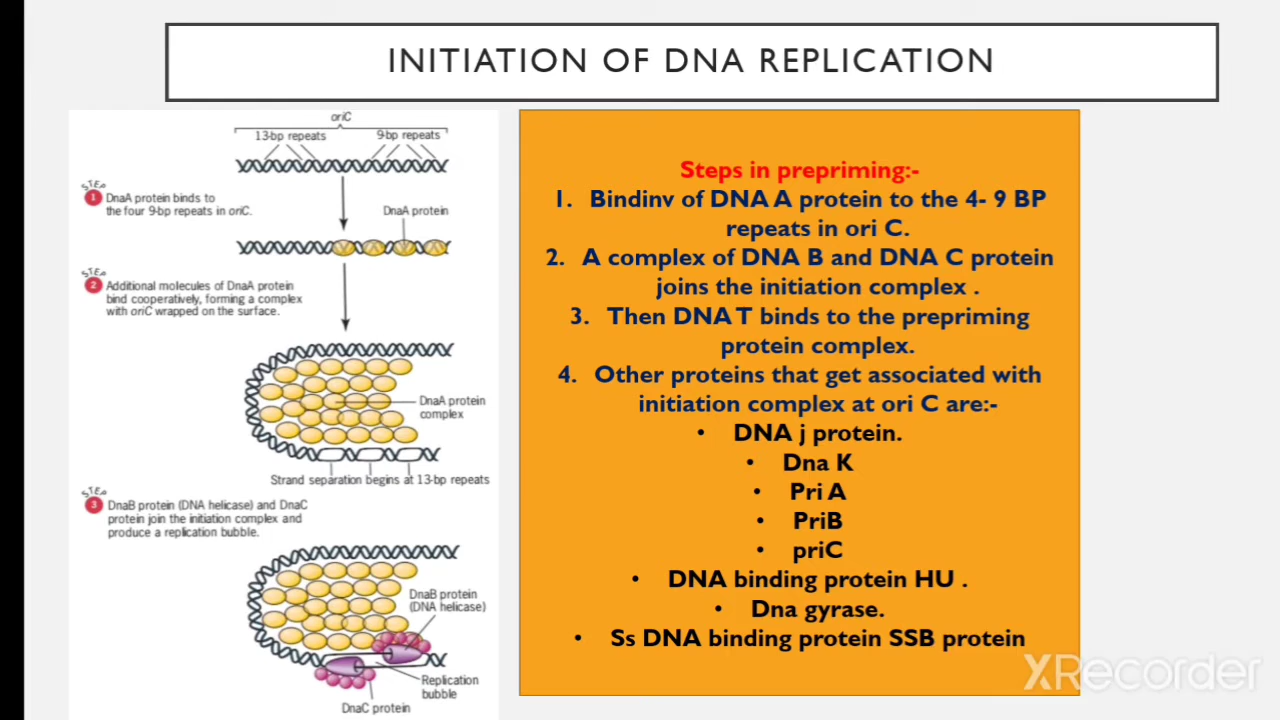 INITIATION OF DNA REPLICATION
oriC
13-bp repeats 9-bp repeats
STEP
1 DnaA protein binds to
the four 9-bp repeats in oriC.
DnaA protein
STEP
2 Additional molecules of DnaA protein
bind cooperatively, forming a complex
with oriC wrapped on the surface.
DnaA protein
complex
Strand separation begins at 13-bp repeats
STEP
3 DnaB protein (DNA helicase) and DnaC
protein join the initiation complex and
produce a replication bubble.
DnaB protein
(DNA helicase)
Replication
bubble
DnaC protein
Steps in prepriming:-
1. Bindinv of DNA A protein to the 4- 9 BP
repeats in ori C.
2. A complex of DNA B and DNA C protein
joins the initiation complex .
3. Then DNA T binds to the prepriming
protein complex.
4. Other proteins that get associated with
initiation complex at ori C are:-
• DNA j protein.
• Dna K
• Pri A
• PriB
• priC
• DNA binding protein HU .
• Dna gyrase.
• Ss DNA binding protein SSB protein
XRecorder